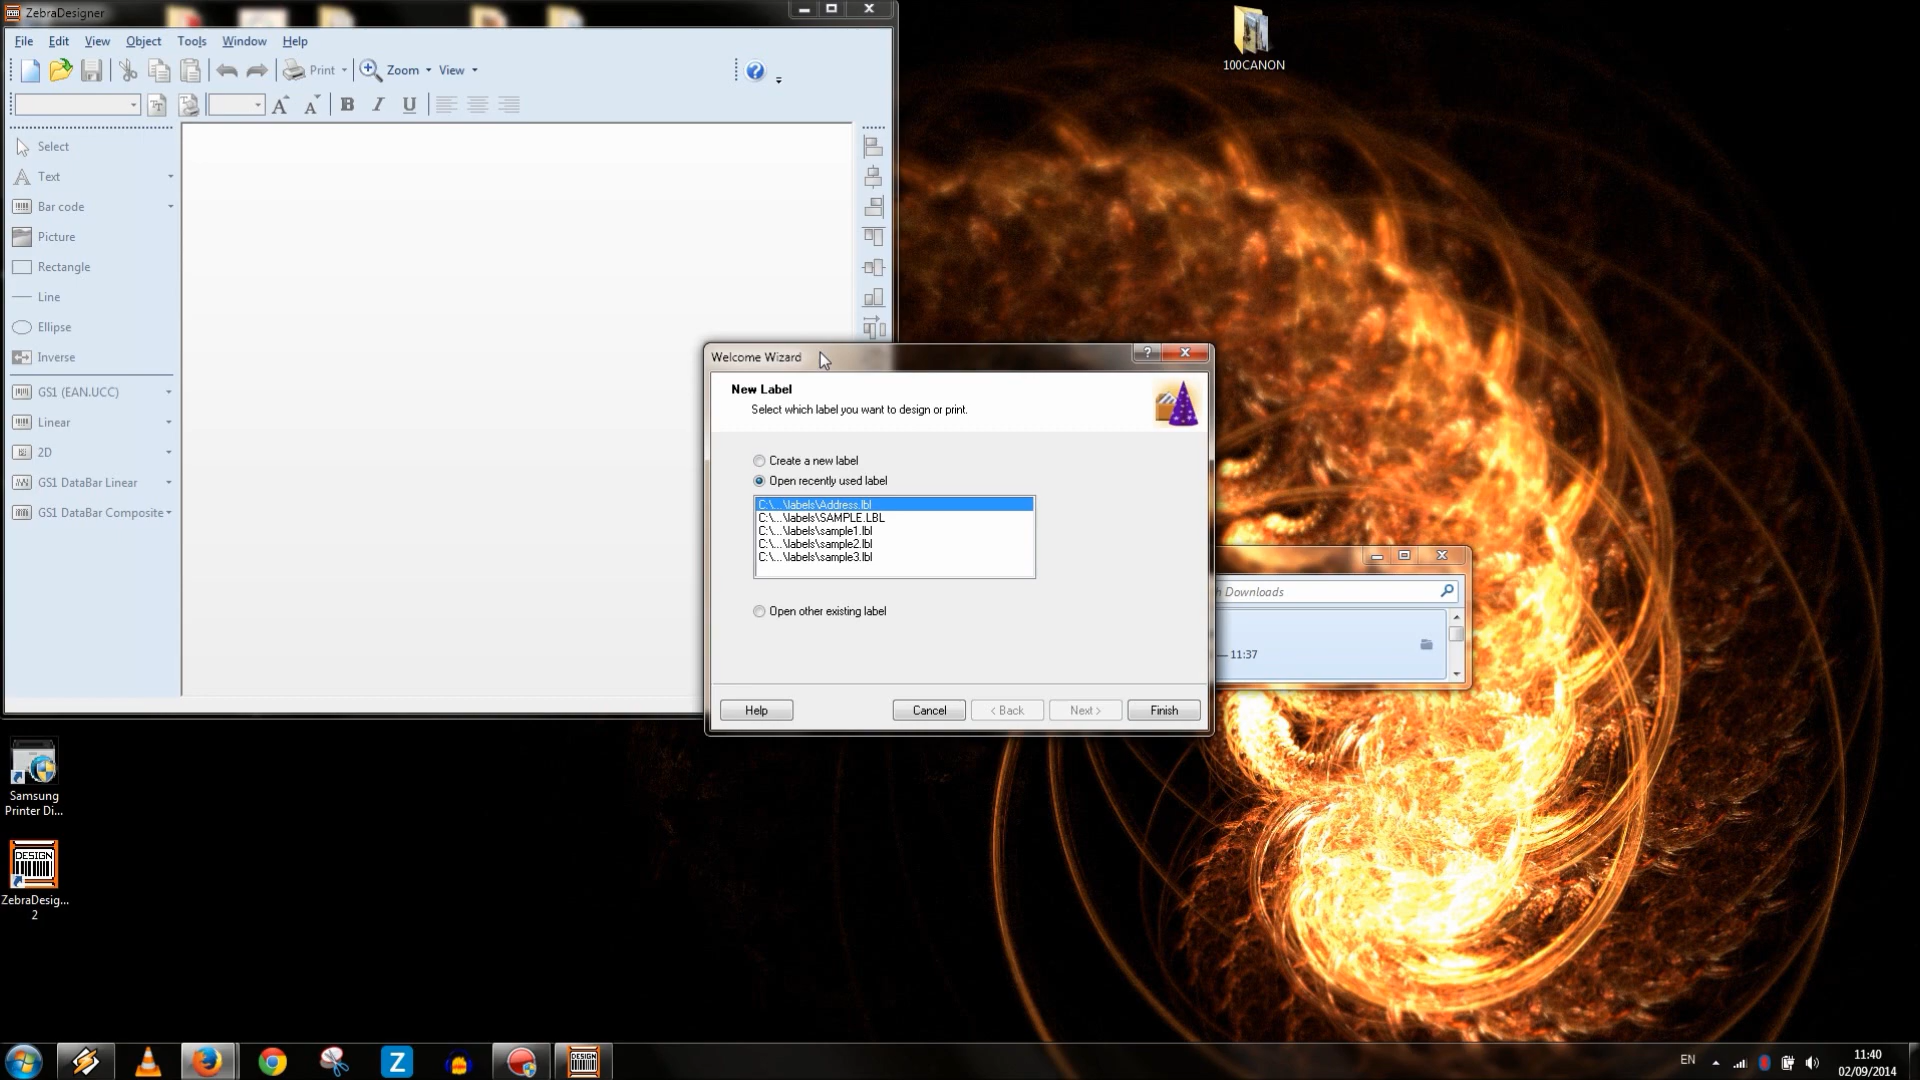 ZebraDesigner
File Edit View Object Tools Window Help
Print Zoom View
B I U
Select
Text
Bar code
Picture
Rectangle
Line
Ellipse
Inverse
GS1 (EAN.UCC)
Linear
2D
GS1 DataBar Linear
GS1 DataBar Composite
100CANON
Welcome Wizard
New Label
Select which label you want to design or print.
Create a new label
Open recently used label
C:\...\labels\Address.lbl
C:\...\labels\SAMPLE.LBL
C:\...\labels\sample1.lbl
C:\...\labels\sample2.lbl
C:\...\labels\sample3.lbl
Open other existing label
Help Cancel < Back Next > Finish
h Downloads
— 11:37
Samsung
Printer Di...
DESIGN
ZebraDesig...
2
Z
DESIGN
EN
11:40
02/09/2014